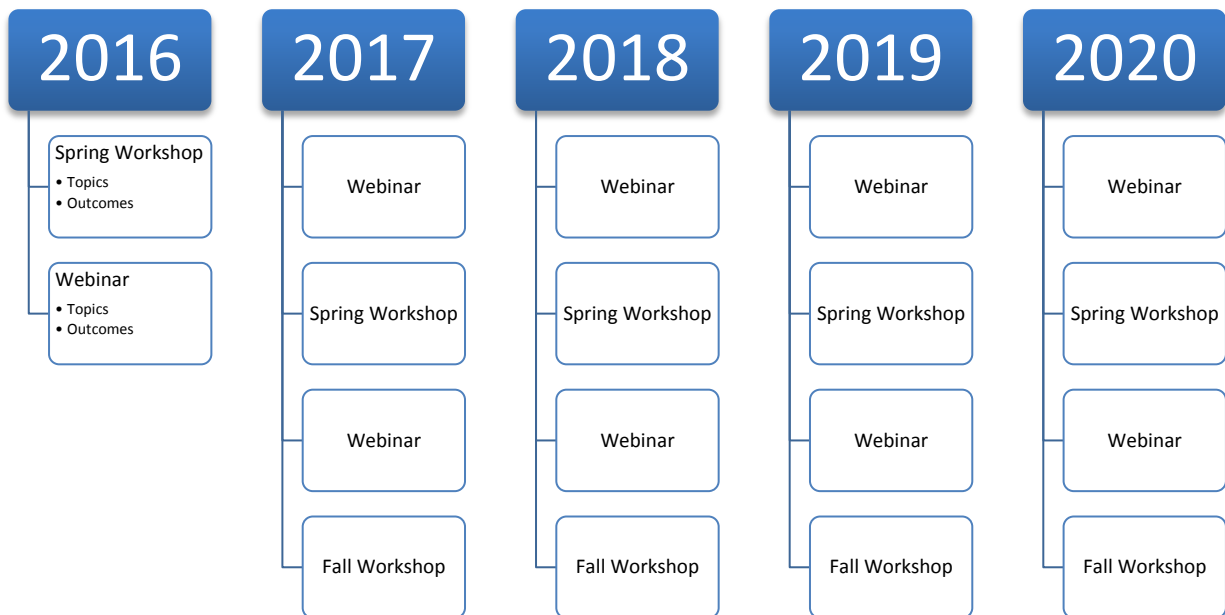 2016
Spring Workshop
• Topics
• Outcomes
Webinar
• Topics
• Outcomes
2017
Webinar
Spring Workshop
Webinar
Fall Workshop
2018
Webinar
Spring Workshop
Webinar
Fall Workshop
2019
Webinar
Spring Workshop
Webinar
Fall Workshop
2020
Webinar
Spring Workshop
Webinar
Fall Workshop